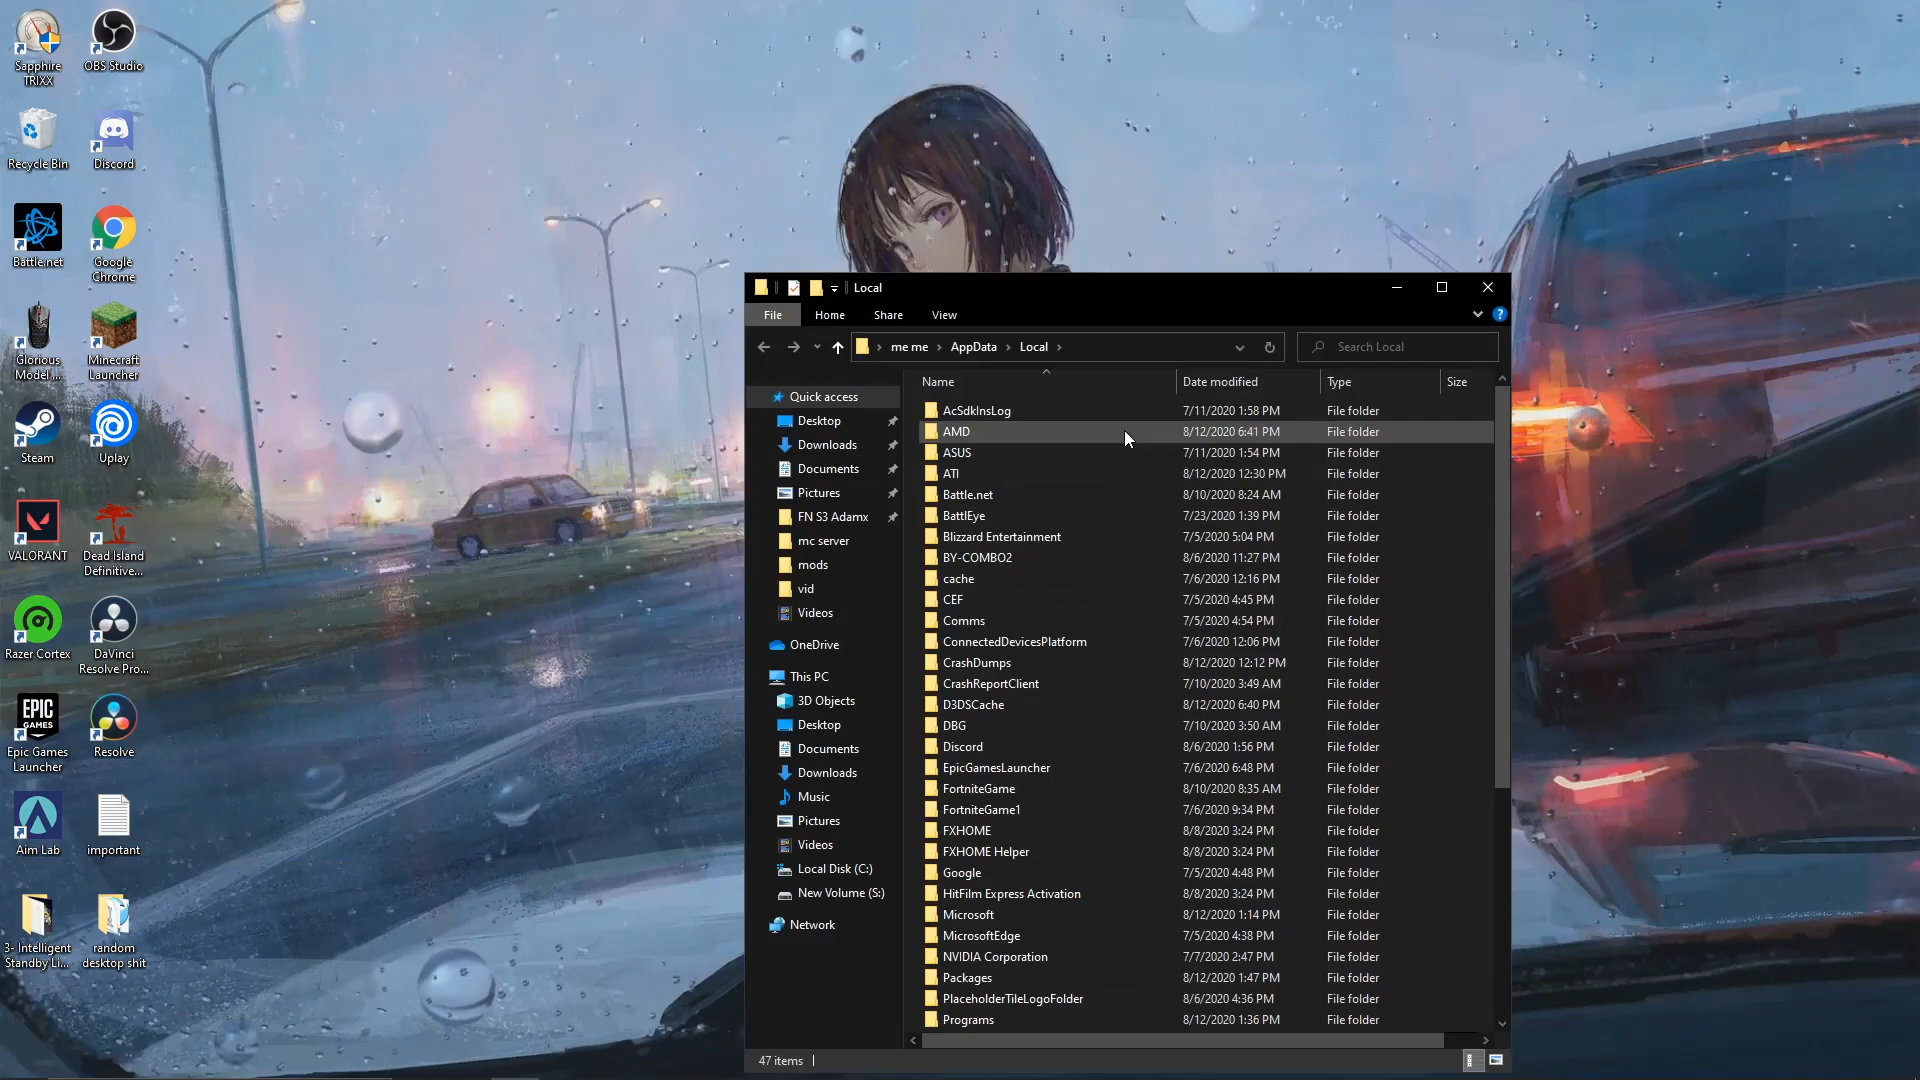 Sapphire
TRIXX
OBS Studio
Recycle Bin
Discord
Battle.net
Google
Chrome
Glorious
Model ...
Minecraft
Launcher
Steam
Uplay
VALORANT
Dead Island
Definitive...
Razer Cortex
DaVinci
Resolve Pro...
EPIC
GAMES
Epic Games
Launcher
Resolve
Aim Lab
important
3- Intelligent
Standby Li...
random
desktop shit
Local
File Home Share View
me me AppData Local
Search Local
Name Date modified Type Size
Quick access
Desktop
Downloads
Documents
Pictures
FN S3 Adamx
mc server
mods
vid
Videos
OneDrive
This PC
3D Objects
Desktop
Documents
Downloads
Music
Pictures
Videos
Local Disk (C:)
New Volume (S:)
Network
AcSdkInsLog 7/11/2020 1:58 PM File folder
AMD 8/12/2020 6:41 PM File folder
ASUS 7/11/2020 1:54 PM File folder
ATI 8/12/2020 12:30 PM File folder
Battle.net 8/10/2020 8:24 AM File folder
BattlEye 7/23/2020 1:39 PM File folder
Blizzard Entertainment 7/5/2020 5:04 PM File folder
BY-COMBO2 8/6/2020 11:27 PM File folder
cache 7/6/2020 12:16 PM File folder
CEF 7/5/2020 4:45 PM File folder
Comms 7/5/2020 4:54 PM File folder
ConnectedDevicesPlatform 7/6/2020 12:06 PM File folder
CrashDumps 8/12/2020 12:12 PM File folder
CrashReportClient 7/10/2020 3:49 AM File folder
D3DSCache 8/12/2020 6:40 PM File folder
DBG 7/10/2020 3:50 AM File folder
Discord 8/6/2020 1:56 PM File folder
EpicGamesLauncher 7/6/2020 6:48 PM File folder
FortniteGame 8/10/2020 8:35 AM File folder
FortniteGame1 7/6/2020 9:34 PM File folder
FXHOME 8/8/2020 3:24 PM File folder
FXHOME Helper 8/8/2020 3:24 PM File folder
Google 7/5/2020 4:48 PM File folder
HitFilm Express Activation 8/8/2020 3:24 PM File folder
Microsoft 8/12/2020 1:14 PM File folder
MicrosoftEdge 7/5/2020 4:38 PM File folder
NVIDIA Corporation 7/7/2020 2:47 PM File folder
Packages 8/12/2020 1:47 PM File folder
PlaceholderTileLogoFolder 8/6/2020 4:36 PM File folder
Programs 8/12/2020 1:36 PM File folder
47 items